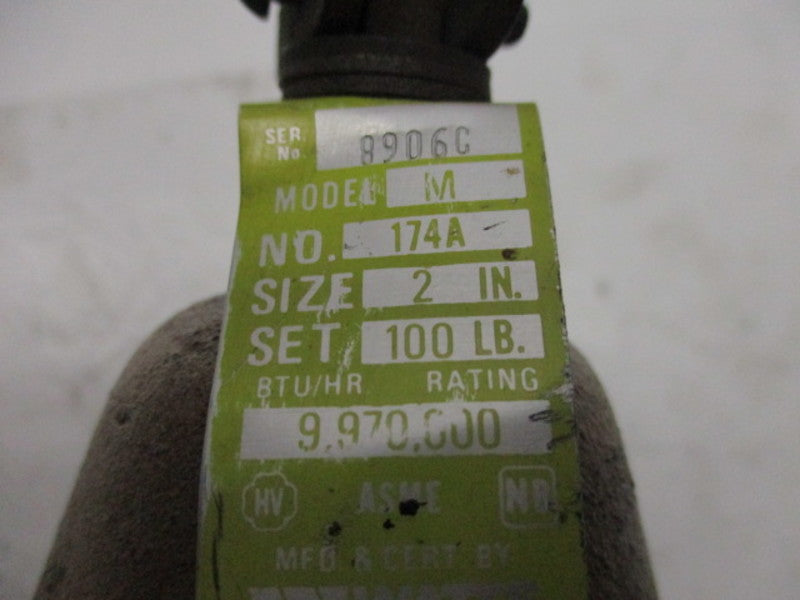 SER No. 8906C
MODEL M
NO. 174A
SIZE 2 IN.
SET 100 LB.
BTU/HR RATING
9,970,000
HV ASME NB
MFD & CERT BY